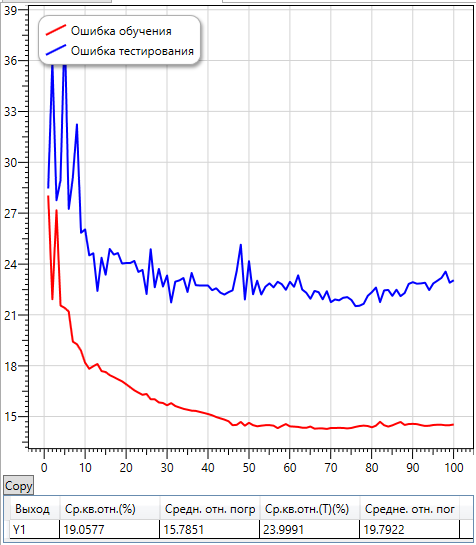 39
Ошибка обучения
Ошибка тестирования
36
33
30
27
24
21
18
15
0 10 20 30 40 50 60 70 80 90 100
Copy
Выход Ср.кв.отн.(%) Средн. отн. погр Ср.кв.отн.(Т)(%) Средне. отн. пог
Y1 19.0577 15.7851 23.9991 19.7922